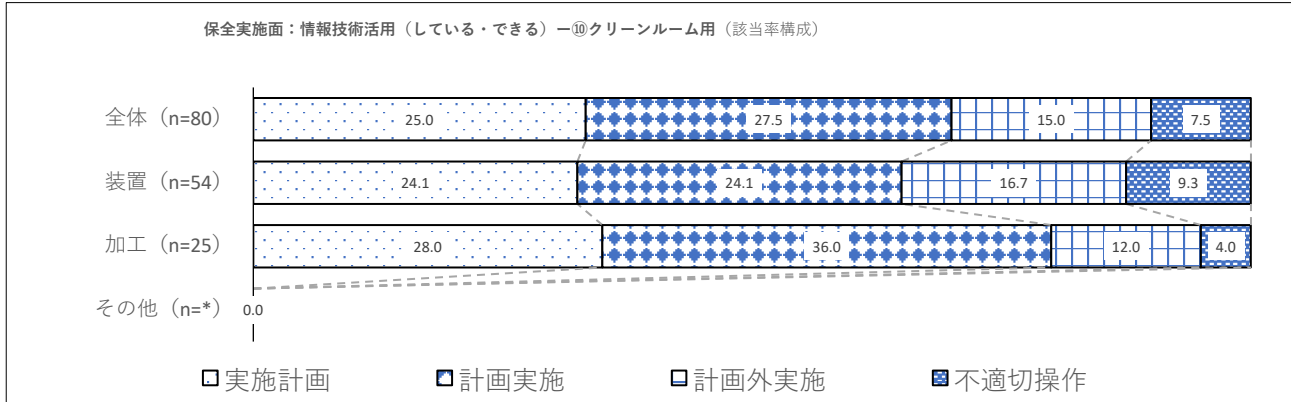 保全実施面：情報技術活用（している・できる）ー⑩クリーンルーム用（該当率構成）
全体（n=80） 25.0 27.5 15.0 7.5
装置（n=54） 24.1 24.1 16.7 9.3
加工（n=25） 28.0 36.0 12.0 4.0
その他（n=*） 0.0
実施計画 計画実施 計画外実施 不適切操作